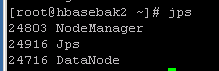 [root@hbasebak2 ~]# jps
24803 NodeManager
24916 Jps
24716 DataNode